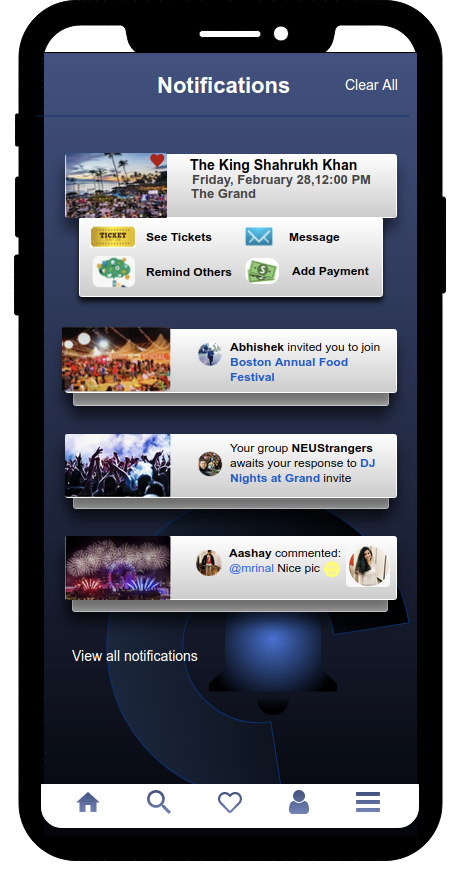 Notifications
Clear All
The King Shahrukh Khan
Friday, February 28,12:00 PM
The Grand
TICKET
See Tickets
Message
Remind Others
$
Add Payment
Abhishek invited you to join
Boston Annual Food
Festival
Your group NEUStrangers
awaits your response to DJ
Nights at Grand invite
Aashay commented:
@mrinal Nice pic
View all notifications